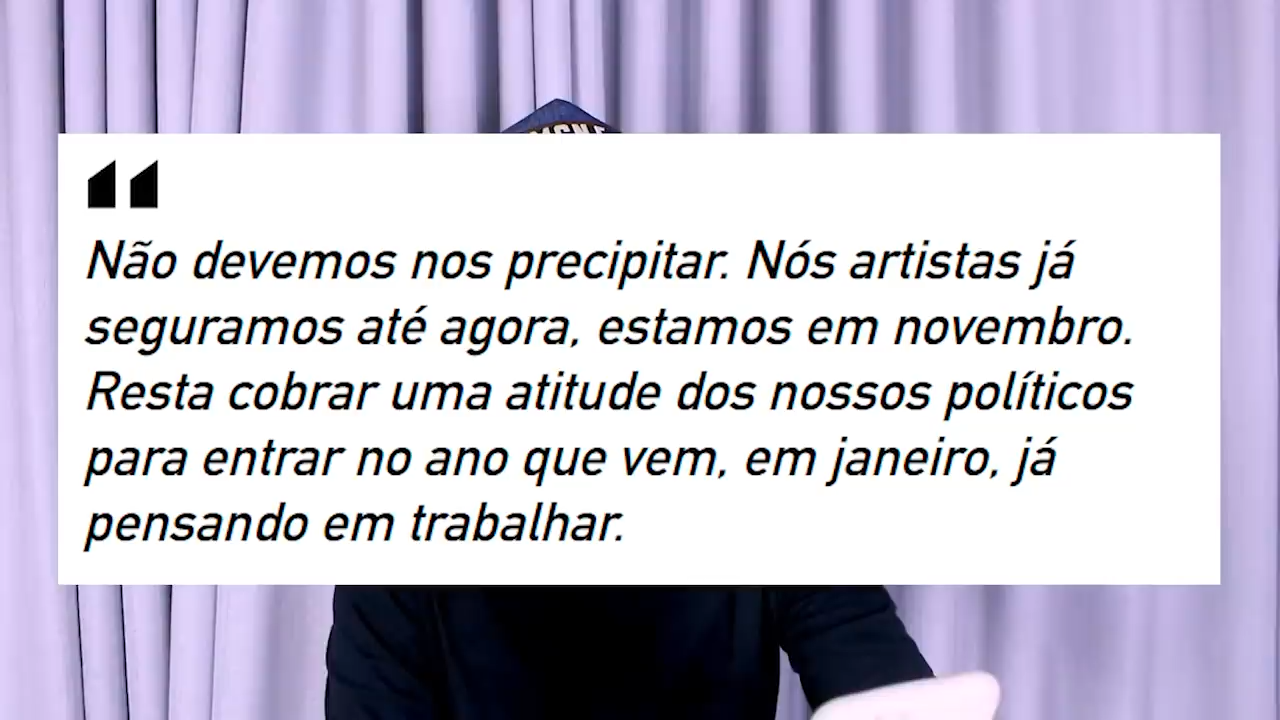 Não devemos nos precipitar. Nós artistas já
seguramos até agora, estamos em novembro.
Resta cobrar uma atitude dos nossos políticos
para entrar no ano que vem, em janeiro, já
pensando em trabalhar.